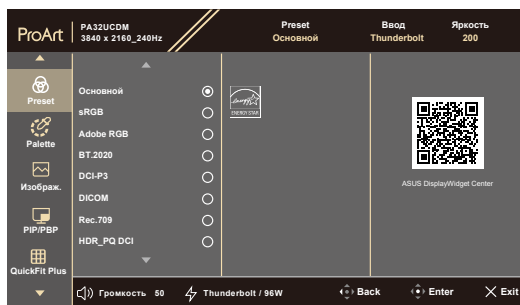 ProArt
PA32UCDM
3840 x 2160_240Hz
Preset
Основной
Ввод
Thunderbolt
Яркость
200
Preset
Palette
Изображ.
PIP/PBP
QuickFit Plus
Основной
sRGB
Adobe RGB
BT.2020
DCI-P3
DICOM
Rec.709
HDR_PQ DCI
energy
ENERGY STAR
ASUS DisplayWidget Center
Громкость 50
Thunderbolt / 96W
Back
Enter
Exit